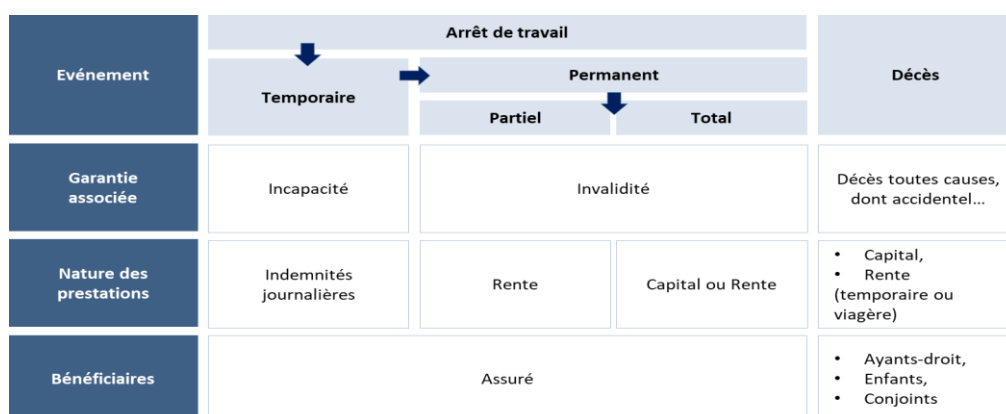 Evénement
Arrêt de travail
Temporaire
Permanent
Partiel
Total
Décès
Garantie
associée
Incapacité
Invalidité
Décès toutes causes,
dont accidentel...
Nature des
prestations
Indemnités
journalières
Rente
Capital ou Rente
• Capital,
• Rente
(temporaire ou
viagère)
Bénéficiaires
Assuré
• Ayants-droit,
• Enfants,
• Conjoints